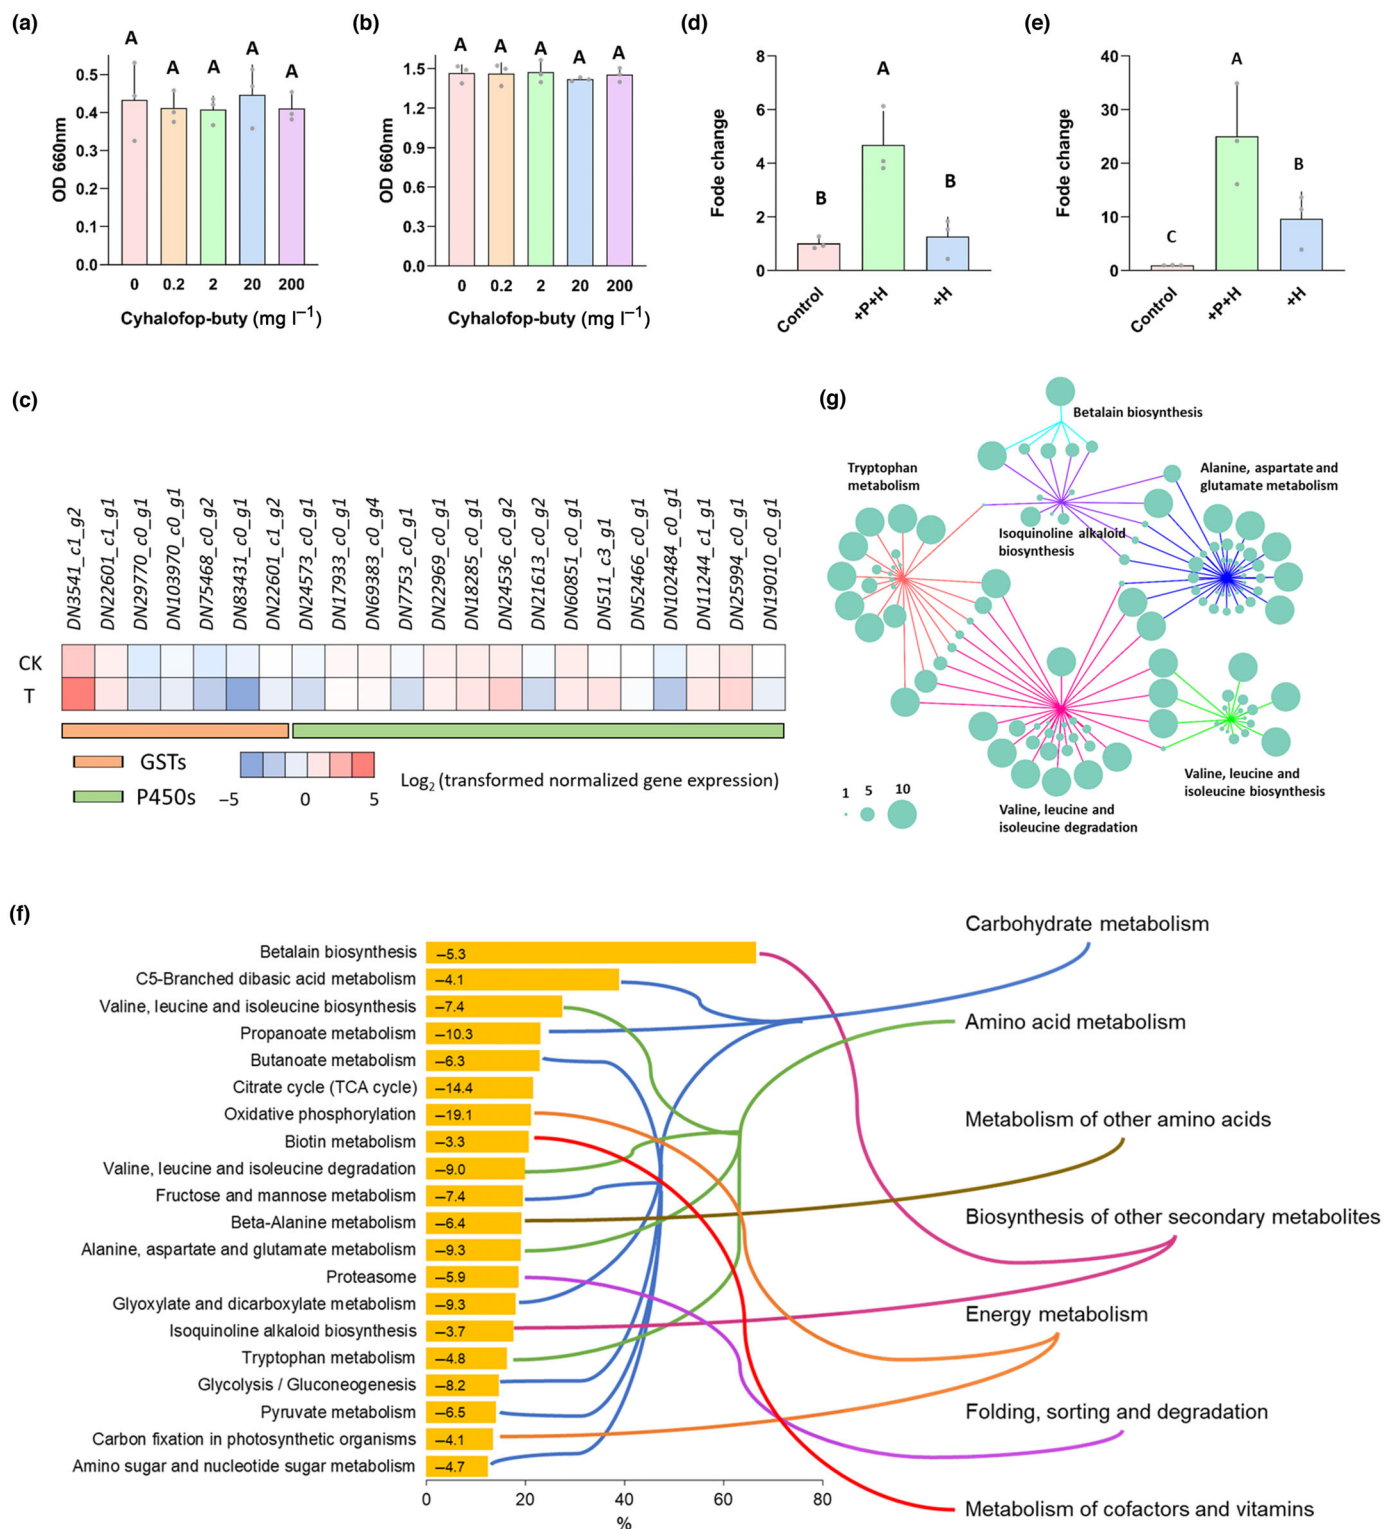 (a)
A
A
A
A
A
OD 660nm
0.5
0.4
0.3
0.2
0.1
0.0
0 0.2 2 20 200
Cyhalofop-buty (mg l−1)
(b)
A
A
A
A
A
OD 660nm
1.5
1.2
0.9
0.6
0.3
0.0
0 0.2 2 20 200
Cyhalofop-buty (mg l−1)
(d)
Fode change
8
6
4
2
0
B
A
B
Control
+P+H
+H
(e)
Fode change
40
30
20
10
0
C
A
B
Control
+P+H
+H
(c)
DN3541_c1_g2
DN22601_c1_g1
DN29770_c0_g1
DN103970_c0_g1
DN75468_c0_g2
DN83431_c0_g1
DN22601_c1_g2
DN24573_c0_g1
DN17933_c0_g1
DN69383_c0_g4
DN7753_c0_g1
DN22969_c0_g1
DN18285_c0_g1
DN24536_c0_g2
DN21613_c0_g2
DN60851_c0_g1
DN511_c3_g1
DN52466_c0_g1
DN102484_c0_g1
DN11244_c1_g1
DN25994_c0_g1
DN19010_c0_g1
CK
T
GSTs
P450s
−5 0 5
Log2 (transformed normalized gene expression)
(g)
Betalain biosynthesis
Tryptophan
metabolism
Alanine, aspartate and
glutamate metabolism
Isoquinoline alkaloid
biosynthesis
Valine, leucine and
isoleucine biosynthesis
Valine, leucine and
isoleucine degradation
1 5 10
(f)
Betalain biosynthesis −5.3
C5-Branched dibasic acid metabolism −4.1
Valine, leucine and isoleucine biosynthesis −7.4
Propanoate metabolism −10.3
Butanoate metabolism −6.3
Citrate cycle (TCA cycle) −14.4
Oxidative phosphorylation −19.1
Biotin metabolism −3.3
Valine, leucine and isoleucine degradation −9.0
Fructose and mannose metabolism −7.4
Beta-Alanine metabolism −6.4
Alanine, aspartate and glutamate metabolism −9.3
Proteasome −5.9
Glyoxylate and dicarboxylate metabolism −9.3
Isoquinoline alkaloid biosynthesis −3.7
Tryptophan metabolism −4.8
Glycolysis / Gluconeogenesis −8.2
Pyruvate metabolism −6.5
Carbon fixation in photosynthetic organisms −4.1
Amino sugar and nucleotide sugar metabolism −4.7
0 20 40 60 80
%
Carbohydrate metabolism
Amino acid metabolism
Metabolism of other amino acids
Biosynthesis of other secondary metabolites
Energy metabolism
Folding, sorting and degradation
Metabolism of cofactors and vitamins